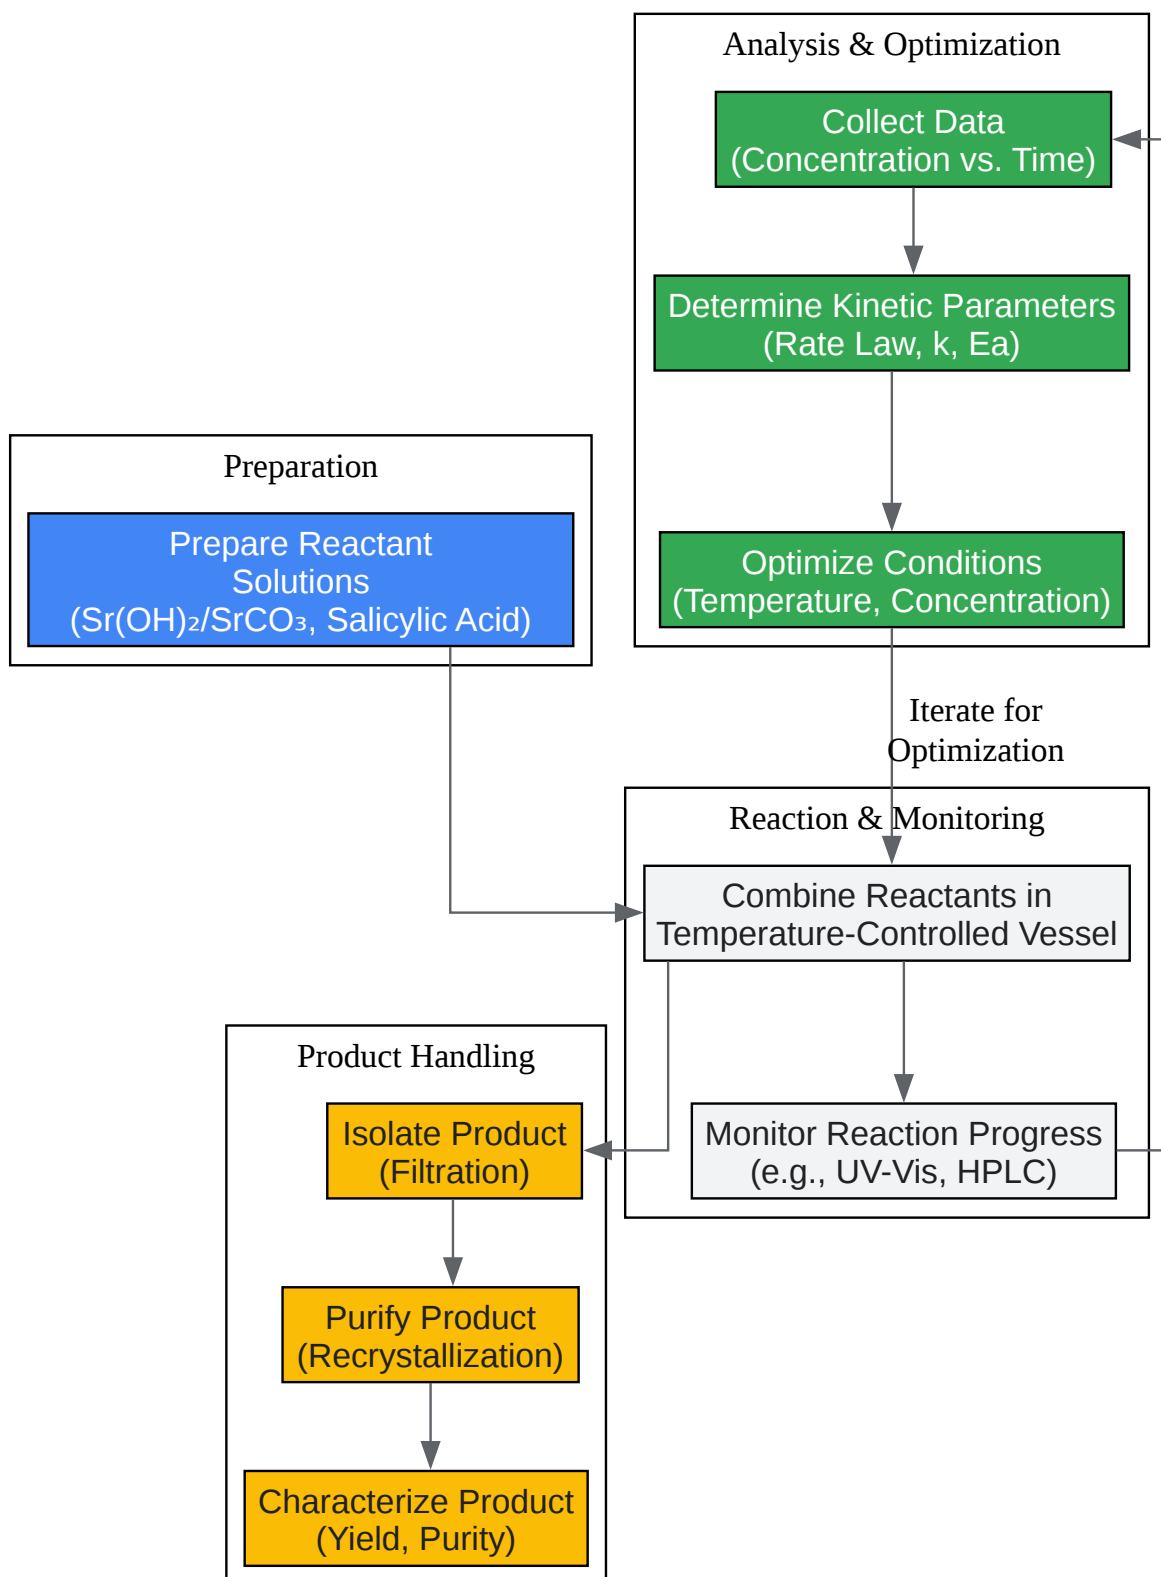 Analysis & Optimization
Collect Data
(Concentration vs. Time)
Determine Kinetic Parameters
(Rate Law, k, Ea)
Optimize Conditions
(Temperature, Concentration)
Preparation
Prepare Reactant
Solutions
(Sr(OH)₂/SrCO₃, Salicylic Acid)
Iterate for
Optimization
Reaction & Monitoring
Combine Reactants in
Temperature-Controlled Vessel
Monitor Reaction Progress
(e.g., UV-Vis, HPLC)
Product Handling
Isolate Product
(Filtration)
Purify Product
(Recrystallization)
Characterize Product
(Yield, Purity)